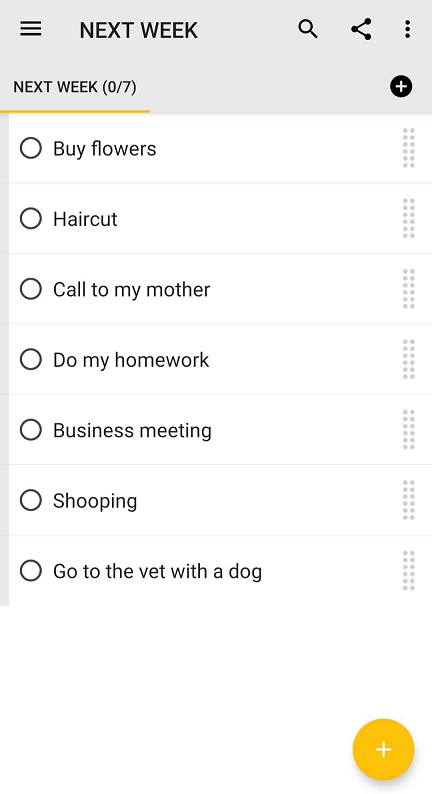 NEXT WEEK
NEXT WEEK (0/7)
Buy flowers
Haircut
Call to my mother
Do my homework
Business meeting
Shooping
Go to the vet with a dog